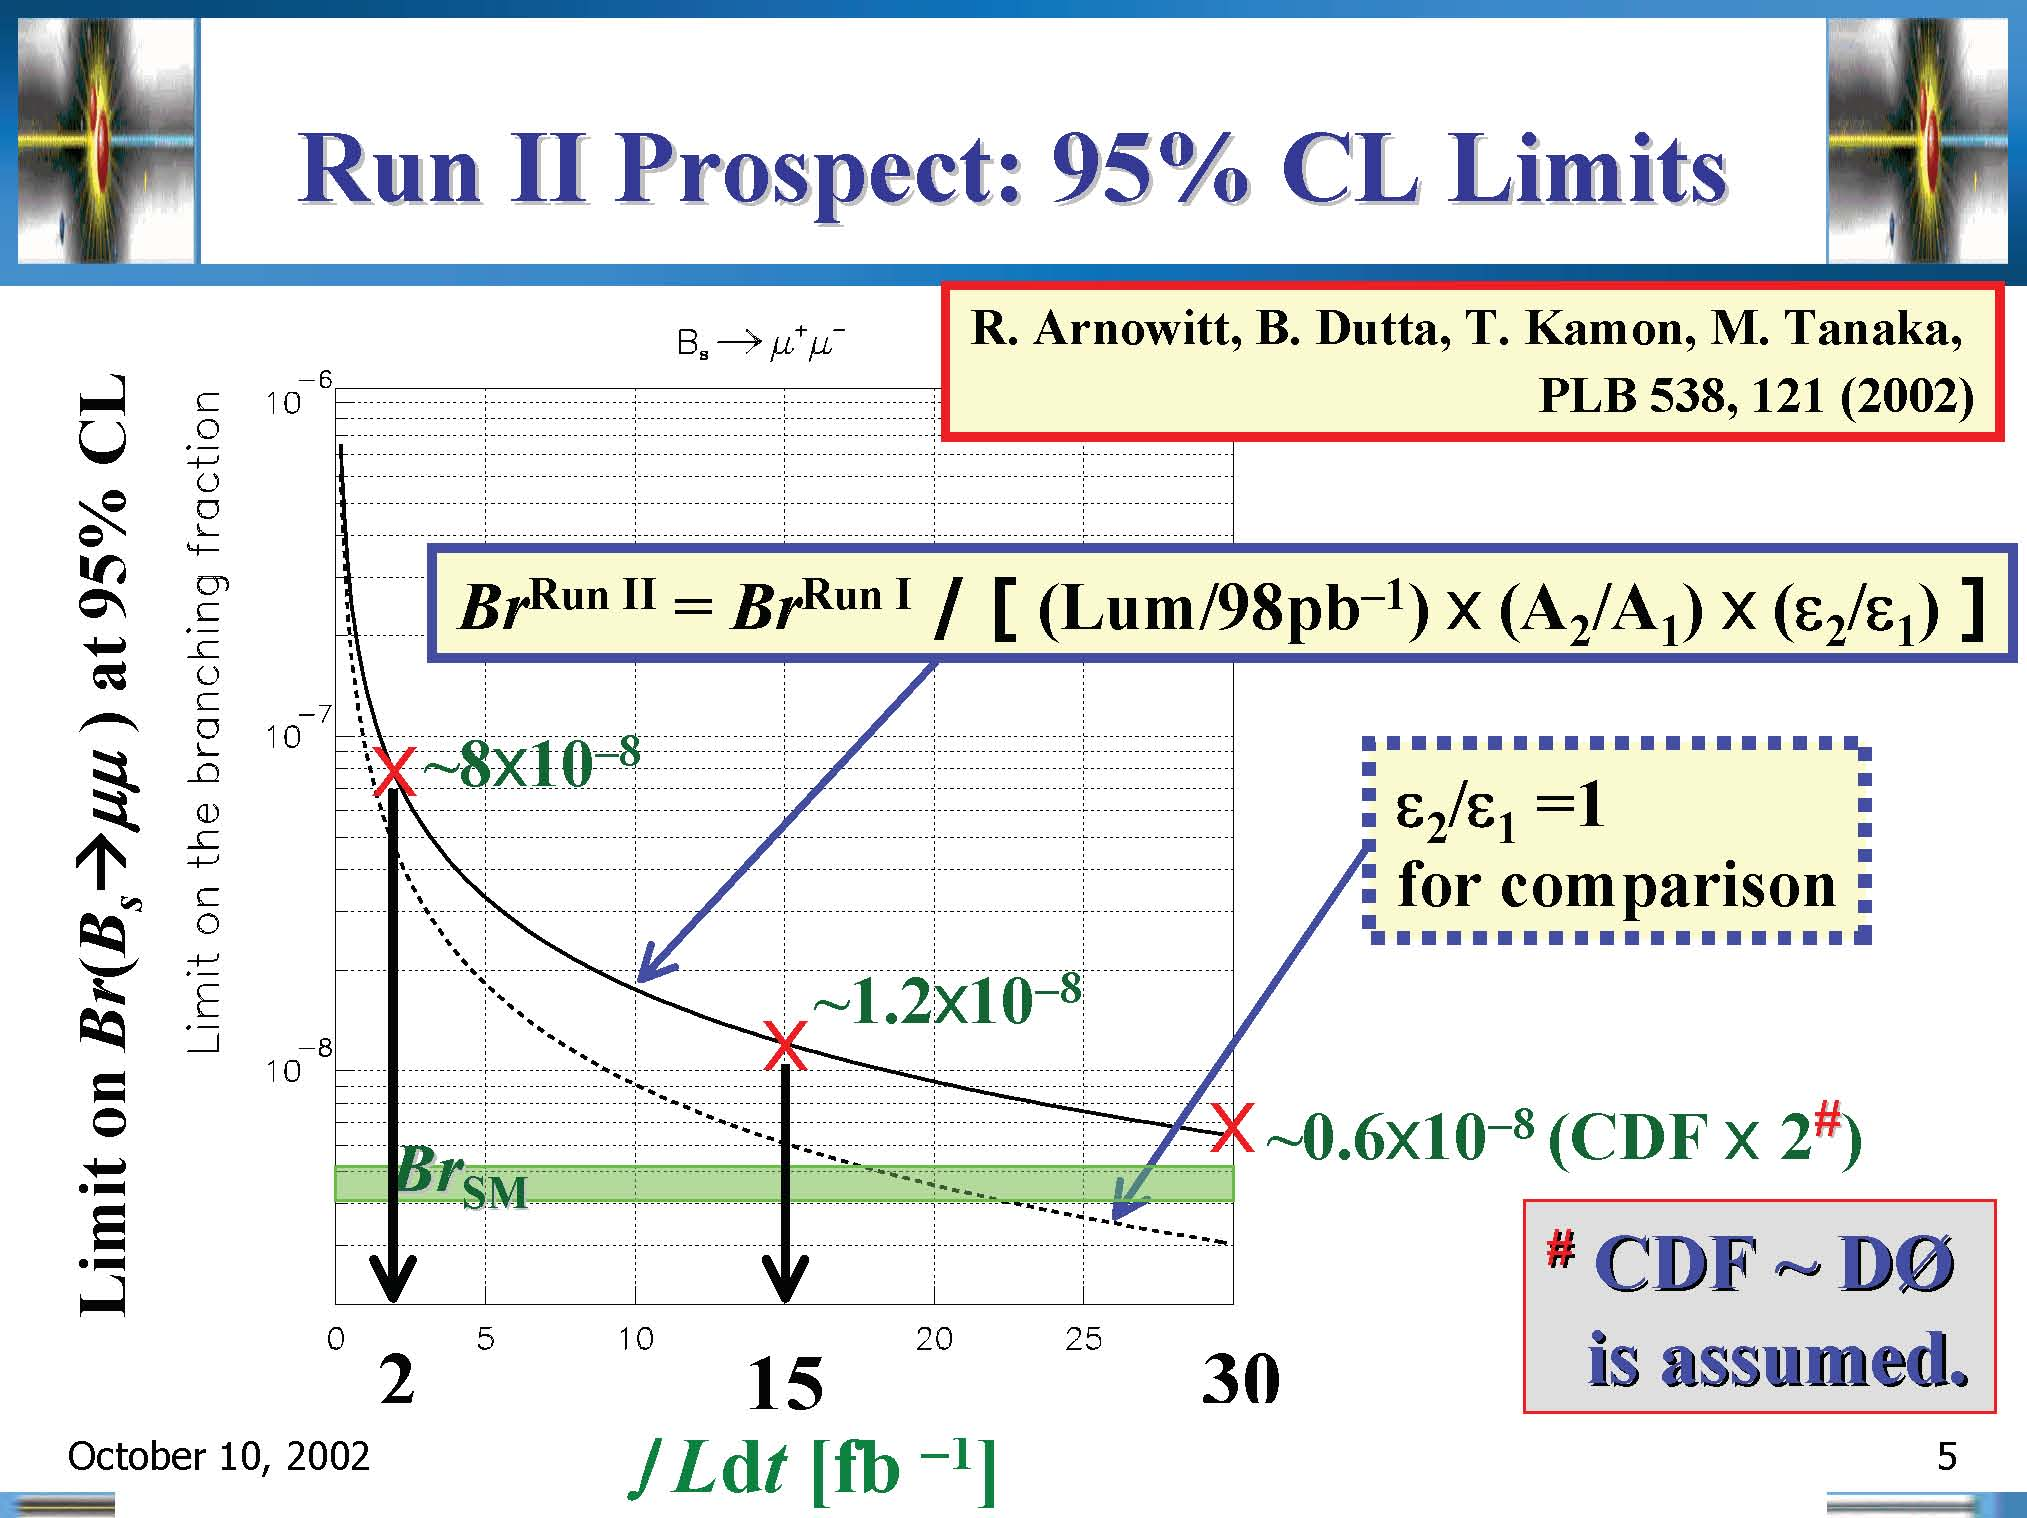 Run II Prospect: 95% CL Limits
R. Arnowitt, B. Dutta, T. Kamon, M. Tanaka,
PLB 538, 121 (2002)
Bₛ → μ⁺μ⁻
Limit on Br(Bₛ→μμ ) at 95% CL
Limit on the branching fraction
10⁻⁶
10⁻⁷
10⁻⁸
Brᴿᵘⁿ ᴵᴵ = Brᴿᵘⁿ ᴵ / [ (Lum/98pb⁻¹) x (A₂/A₁) x (ε₂/ε₁) ]
X ~8x10⁻⁸
ε₂/ε₁ =1
for comparison
~1.2x10⁻⁸
X
X ~0.6x10⁻⁸ (CDF x 2#)
Br_SM
# CDF ~ DØ
is assumed.
0 5 10 20 25
2 15 30
∫Ldt [fb ⁻¹]
October 10, 2002
5